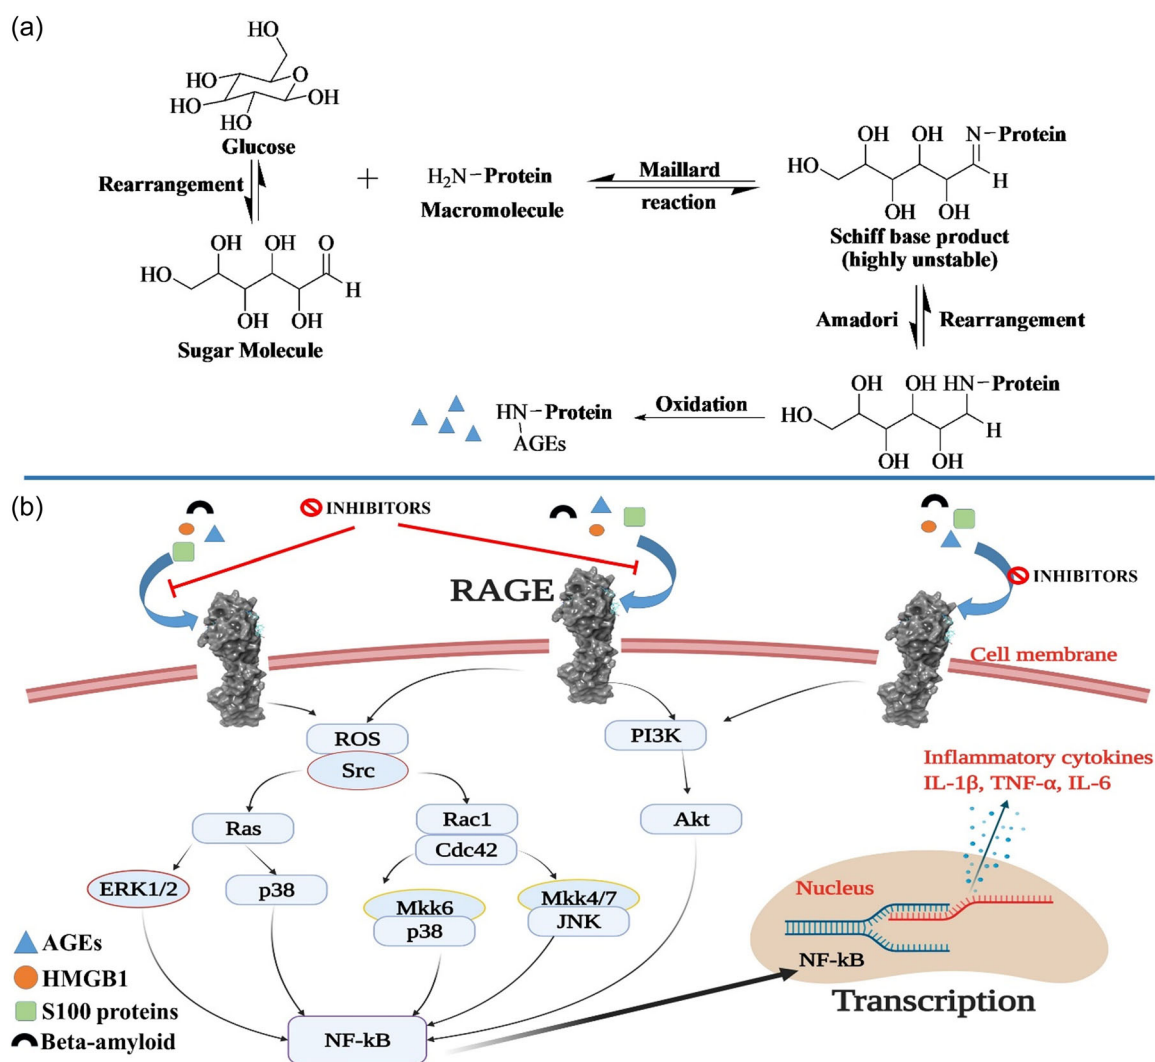 (a)
HO
HO
HO
O
OH
HO
Glucose
Rearrangement
+
H2N-Protein
Macromolecule
Maillard
reaction
OH
OH
O
HO
H
OH
OH
Sugar Molecule
OH
OH
N-Protein
HO
H
OH
OH
Schiff base product
(highly unstable)
Amadori
Rearrangement
OH
OH
HN-Protein
HO
H
OH
OH
Oxidation
HN-Protein
AGEs
(b)
INHIBITORS
INHIBITORS
RAGE
Cell membrane
ROS
Src
PI3K
Ras
Rac1
Cdc42
Akt
ERK1/2
p38
Mkk6
p38
Mkk4/7
JNK
NF-kB
Inflammatory cytokines
IL-1β, TNF-α, IL-6
Nucleus
NF-kB
Transcription
AGEs
HMGB1
S100 proteins
Beta-amyloid